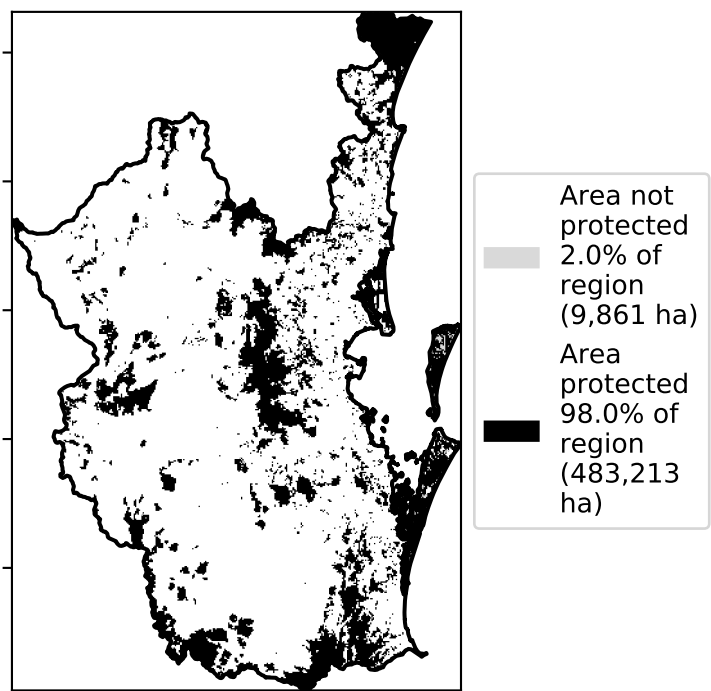 Area not
protected
2.0% of
region
(9,861 ha)
Area
protected
98.0% of
region
(483,213
ha)